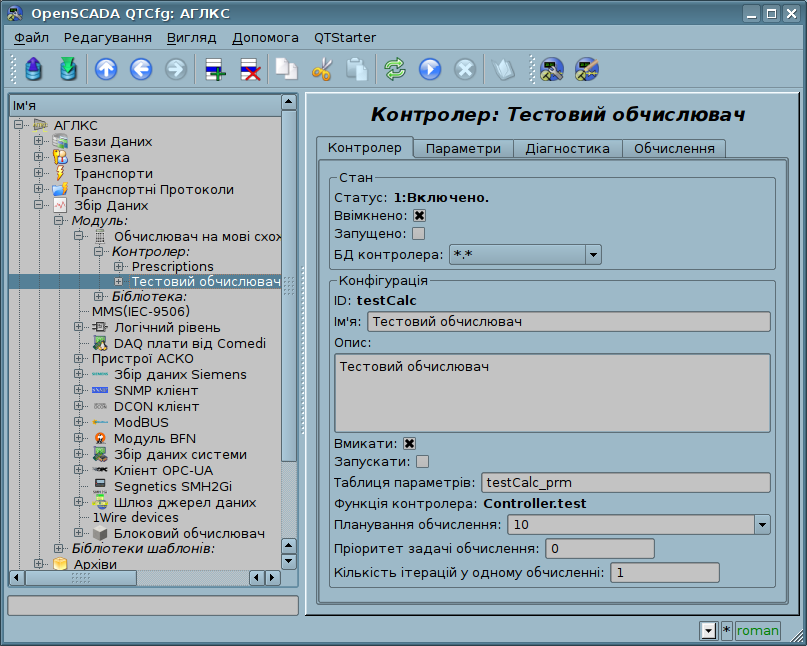 OpenSCADA QTCfg: АГЛКС
Файл Редагування Вигляд Допомога QTStarter
Ім'я
АГЛКС
Бази Даних
Безпека
Транспорти
Транспортні Протоколи
Збір Даних
Модуль:
Обчислювач на мові схож
Контролер:
Prescriptions
Тестовий обчислювач
Бібліотека:
MMS(IEC-9506)
Логічний рівень
DAQ плати від Comedi
Пристрої АСКО
Збір даних Siemens
SNMP клієнт
DCON клієнт
ModBUS
Модуль BFN
Збір даних системи
Клієнт OPC-UA
Segnetics SMH2Gi
Шлюз джерел даних
1Wire devices
Блоковий обчислювач
Бібліотеки шаблонів:
Архіви
Контролер: Тестовий обчислювач
Контролер Параметри Діагностика Обчислення
Стан
Статус: 1:Включено.
Ввімкнено:
Запущено:
БД контролера: *.*
Конфігурація
ID: testCalc
Ім'я: Тестовий обчислювач
Опис:
Тестовий обчислювач
Вмикати:
Запускати:
Таблиця параметрів: testCalc_prm
Функція контролера: Controller.test
Планування обчислення: 10
Пріоритет задачі обчислення: 0
Кількість ітерацій у одному обчисленні: 1
* roman